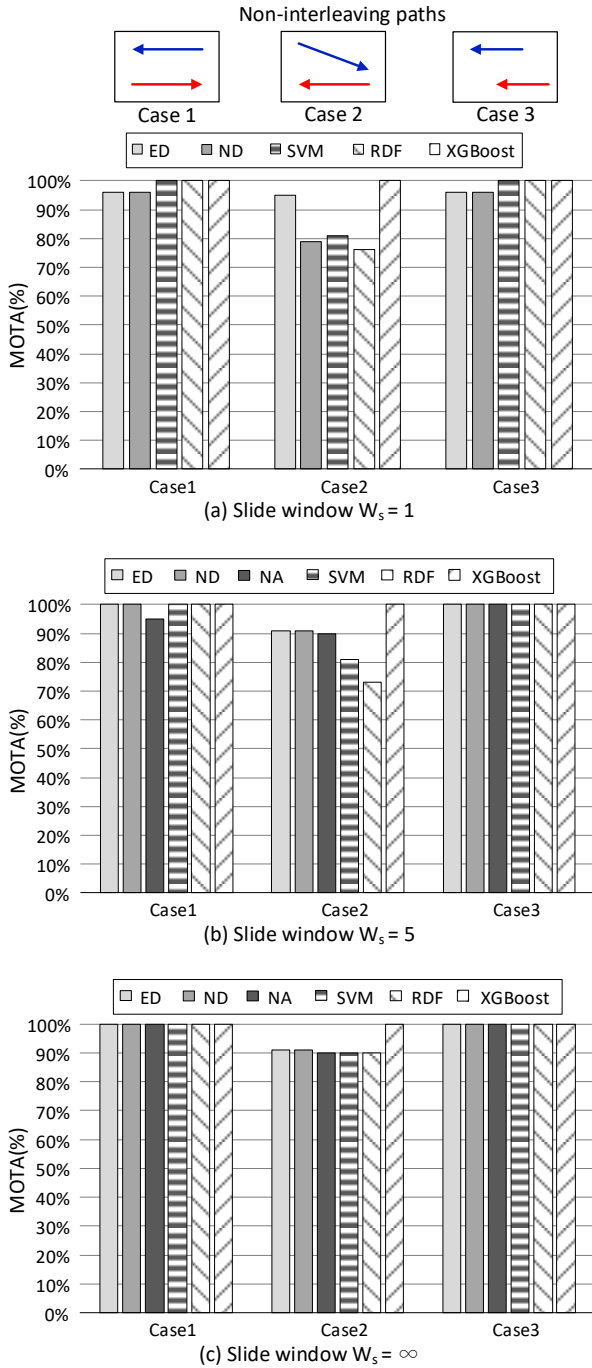 Non-interleaving paths
Case 1 Case 2 Case 3
ED ND SVM RDF XGBoost
100%
90%
80%
70%
60%
50%
40%
30%
20%
10%
0%
MOTA(%)
Case1 Case2 Case3
(a) Slide window Ws = 1
ED ND NA SVM RDF XGBoost
100%
90%
80%
70%
60%
50%
40%
30%
20%
10%
0%
MOTA(%)
Case1 Case2 Case3
(b) Slide window Ws = 5
ED ND NA SVM RDF XGBoost
100%
90%
80%
70%
60%
50%
40%
30%
20%
10%
0%
MOTA(%)
Case1 Case2 Case3
(c) Slide window Ws = ∞